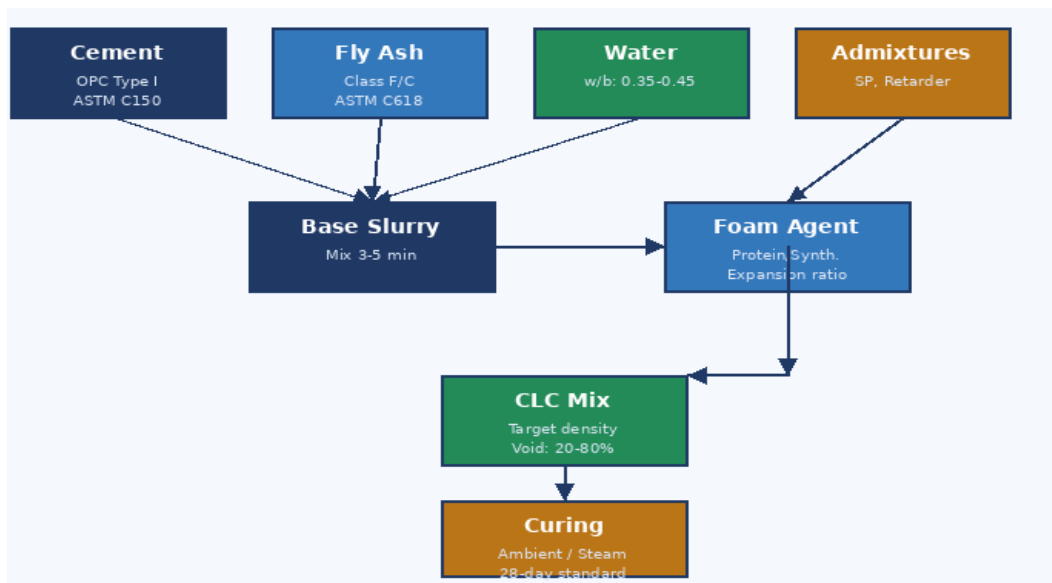 Cement
OPC Type I
ASTM C150
Fly Ash
Class F/C
ASTM C618
Water
w/b: 0.35-0.45
Admixtures
SP, Retarder
Base Slurry
Mix 3-5 min
Foam Agent
Protein/Synth.
Expansion ratio
CLC Mix
Target density
Void: 20-80%
Curing
Ambient / Steam
28-day standard